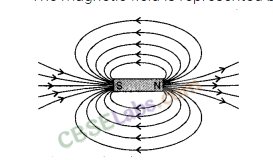 The magnetic field is represented b
S N
CBSELabs.com